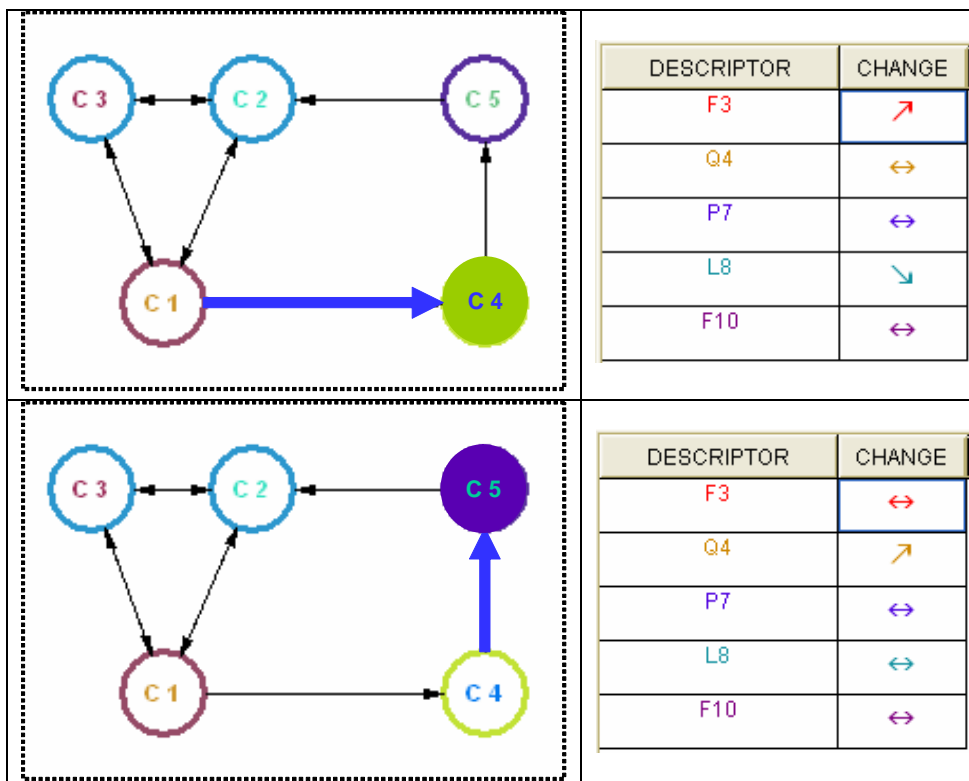 C 3 C 2 C 5
C 1 C 4
DESCRIPTOR CHANGE
F3 ↗
Q4 ↔
P7 ↔
L8 ↘
F10 ↔
C 3 C 2 C 5
C 1 C 4
DESCRIPTOR CHANGE
F3 ↔
Q4 ↗
P7 ↔
L8 ↔
F10 ↔